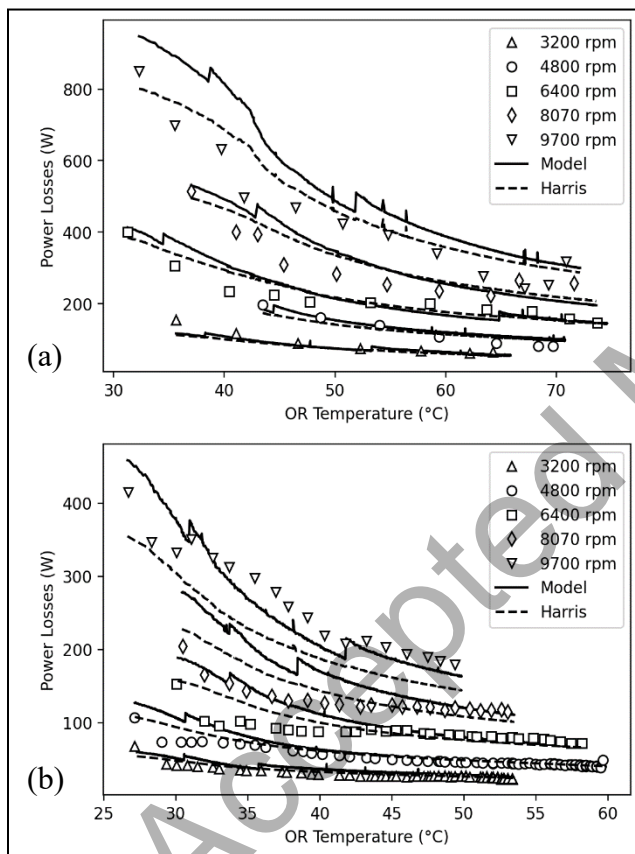 3200 rpm
4800 rpm
6400 rpm
8070 rpm
9700 rpm
Model
Harris
800
600
400
200
Power Losses (W)
(a)
30 40 50 60 70
OR Temperature (°C)
3200 rpm
4800 rpm
6400 rpm
8070 rpm
9700 rpm
Model
Harris
400
300
200
100
Power Losses (W)
(b)
25 30 35 40 45 50 55 60
OR Temperature (°C)
Accepted